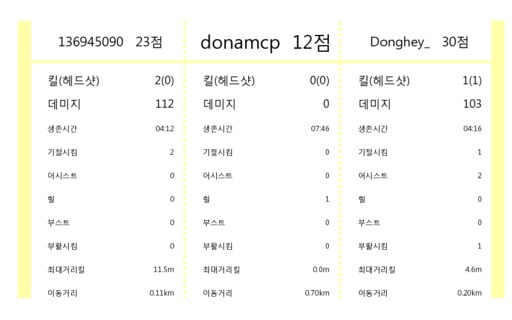 136945090 23점 donamcp 12점 Donghey_ 30점
킬(헤드샷) 2(0) 킬(헤드샷) 0(0) 킬(헤드샷) 1(1)
데미지 112 데미지 0 데미지 103
생존시간 04:12 생존시간 07:46 생존시간 04:16
기절시킴 2 기절시킴 0 기절시킴 1
어시스트 0 어시스트 0 어시스트 2
힐 0 힐 1 힐 0
부스트 0 부스트 0 부스트 0
부활시킴 0 부활시킴 0 부활시킴 1
최대거리킬 11.5m 최대거리킬 0.0m 최대거리킬 4.6m
이동거리 0.11km 이동거리 0.70km 이동거리 0.20km